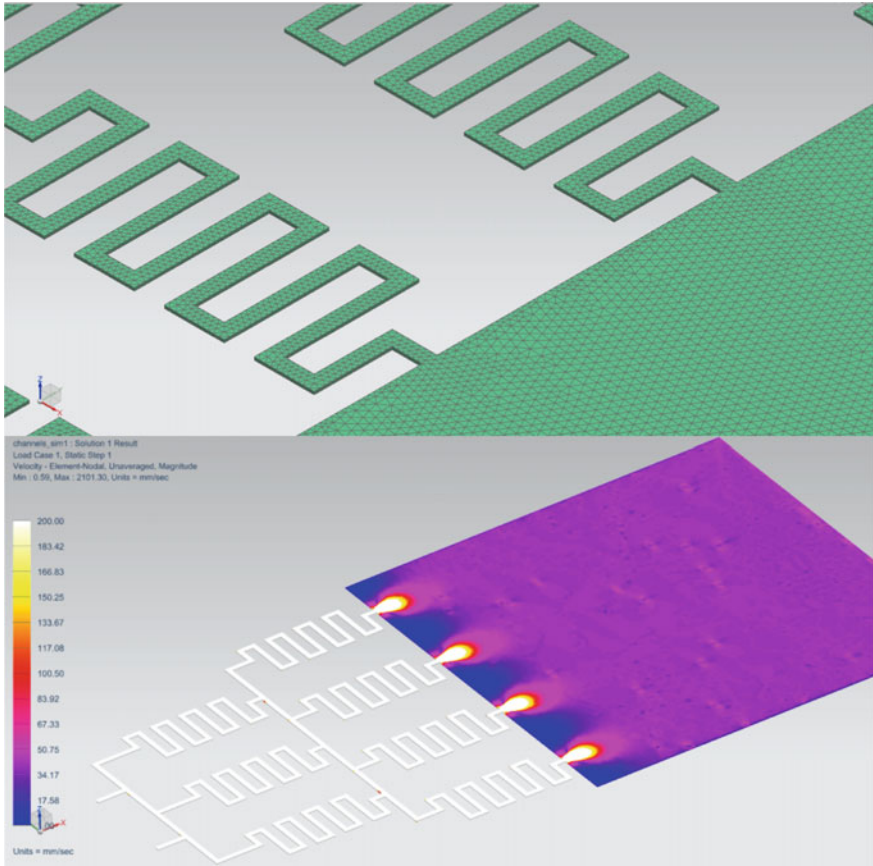 Z
X
channels_sim1 : Solution 1 Result
Load Case 1, Static Step 1
Velocity - Element-Nodal, Unaveraged, Magnitude
Min : 0.59, Max : 2101.30, Units = mm/sec
200.00
183.42
166.83
150.25
133.67
117.08
100.50
83.92
67.33
50.75
34.17
17.58
Z
X
Units = mm/sec